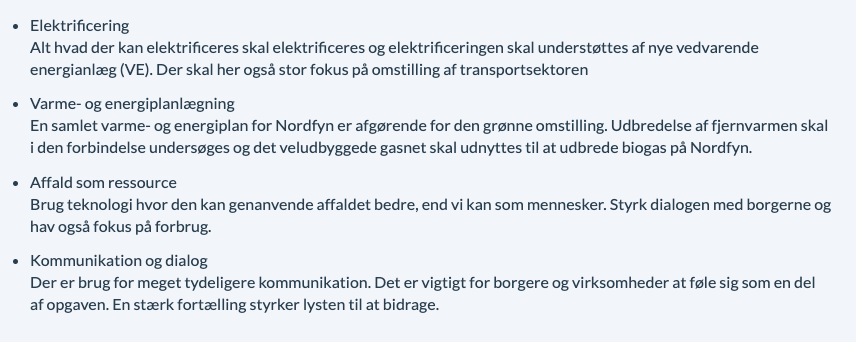 • Elektrificering
Alt hvad der kan elektrificeres skal elektrificeres og elektrificeringen skal understøttes af nye vedvarende
energianlæg (VE). Der skal her også stor fokus på omstilling af transportsektoren
• Varme- og energiplanlægning
En samlet varme- og energiplan for Nordfyn er afgørende for den grønne omstilling. Udbredelse af fjernvarmen skal
i den forbindelse undersøges og det veludbyggede gasnet skal udnyttes til at udbrede biogas på Nordfyn.
• Affald som ressource
Brug teknologi hvor den kan genanvende affaldet bedre, end vi kan som mennesker. Styrk dialogen med borgerne og
hav også fokus på forbrug.
• Kommunikation og dialog
Der er brug for meget tydeligere kommunikation. Det er vigtigt for borgere og virksomheder at føle sig som en del
af opgaven. En stærk fortælling styrker lysten til at bidrage.